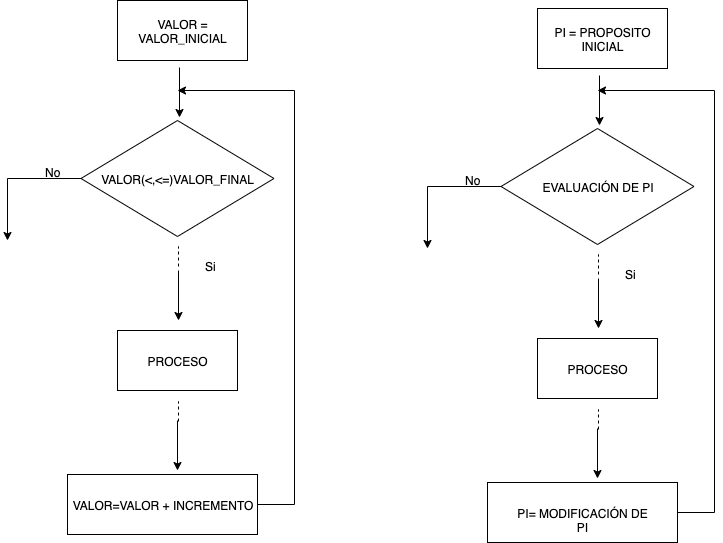 VALOR =
VALOR_INICIAL
No
VALOR(<,<=)VALOR_FINAL
Si
PROCESO
VALOR=VALOR + INCREMENTO
PI = PROPOSITO
INICIAL
No
EVALUACIÓN DE PI
Si
PROCESO
PI= MODIFICACIÓN DE
PI